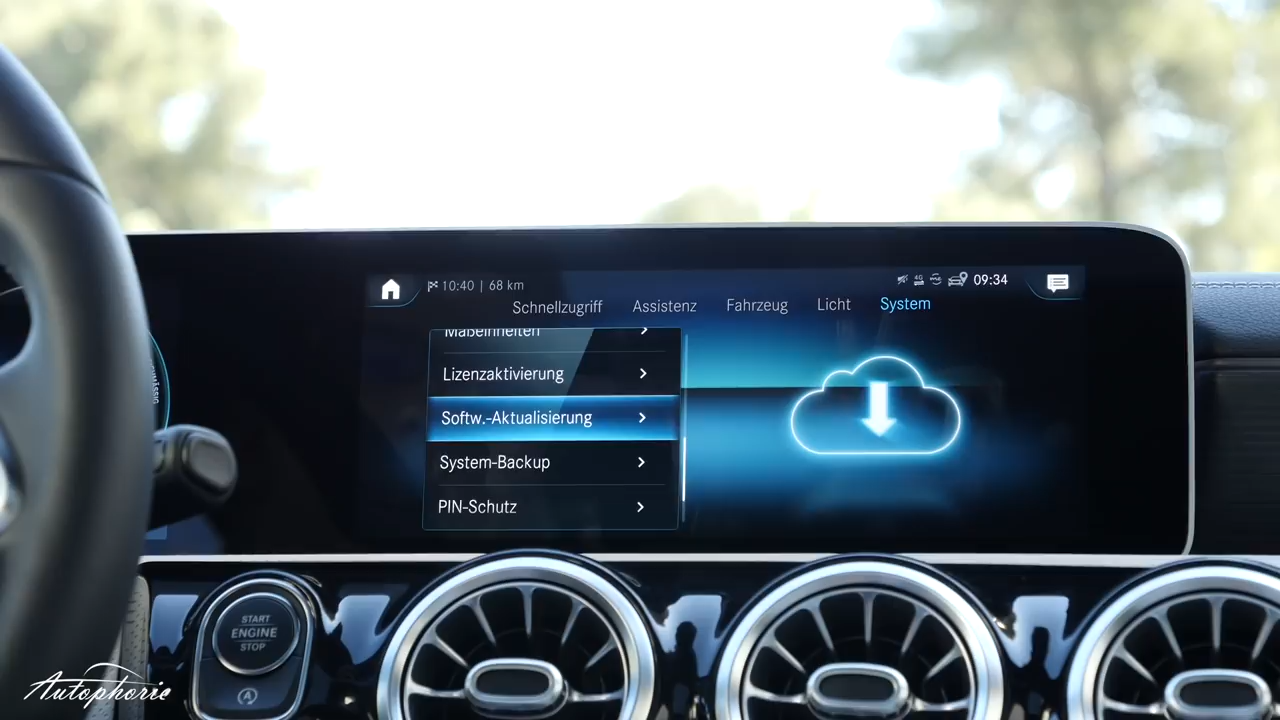 10:40 | 68 km
4G
09:34
Schnellzugriff Assistenz Fahrzeug Licht System
Maßeinheiten
Lizenzaktivierung
Softw.-Aktualisierung
System-Backup
PIN-Schutz
START
ENGINE
STOP
A
Autophorie